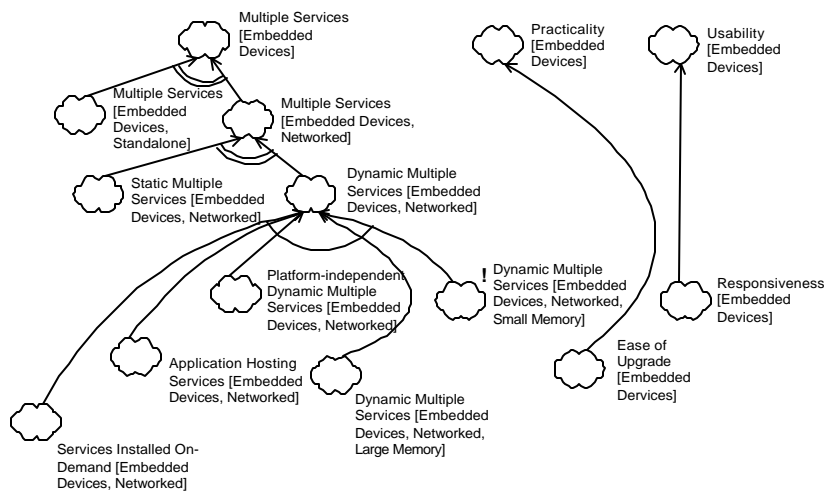 Multiple Services
[Embedded
Devices]
Practicality
[Embedded
Devices]
Usability
[Embedded
Devices]
Multiple Services
[Embedded
Devices,
Standalone]
Multiple Services
[Embedded Devices,
Networked]
Static Multiple
Services [Embedded
Devices, Networked]
Dynamic Multiple
Services [Embedded
Devices, Networked]
Platform-independent
Dynamic Multiple
Services [Embedded
Devices, Networked]
! Dynamic Multiple
Services [Embedded
Devices, Networked,
Small Memory]
Responsiveness
[Embedded
Devices]
Application Hosting
Services [Embedded
Devices, Networked]
Ease of
Upgrade
[Embedded
Dervices]
Dynamic Multiple
Services [Embedded
Devices, Networked,
Large Memory]
Services Installed On-
Demand [Embedded
Devices, Networked]